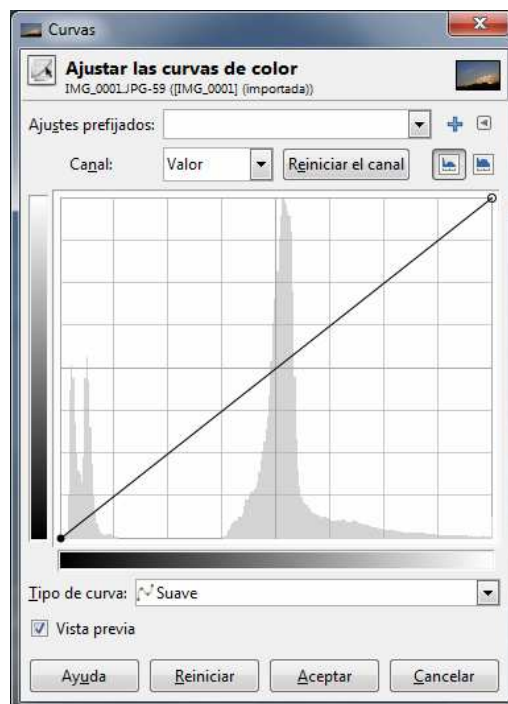 Curvas
Ajustar las curvas de color
IMG_0001.JPG-59 ([IMG_0001] (importada))
Ajustes prefijados:
Canal: Valor Reiniciar el canal
Tipo de curva: Suave
Vista previa
Ayuda Reiniciar Aceptar Cancelar